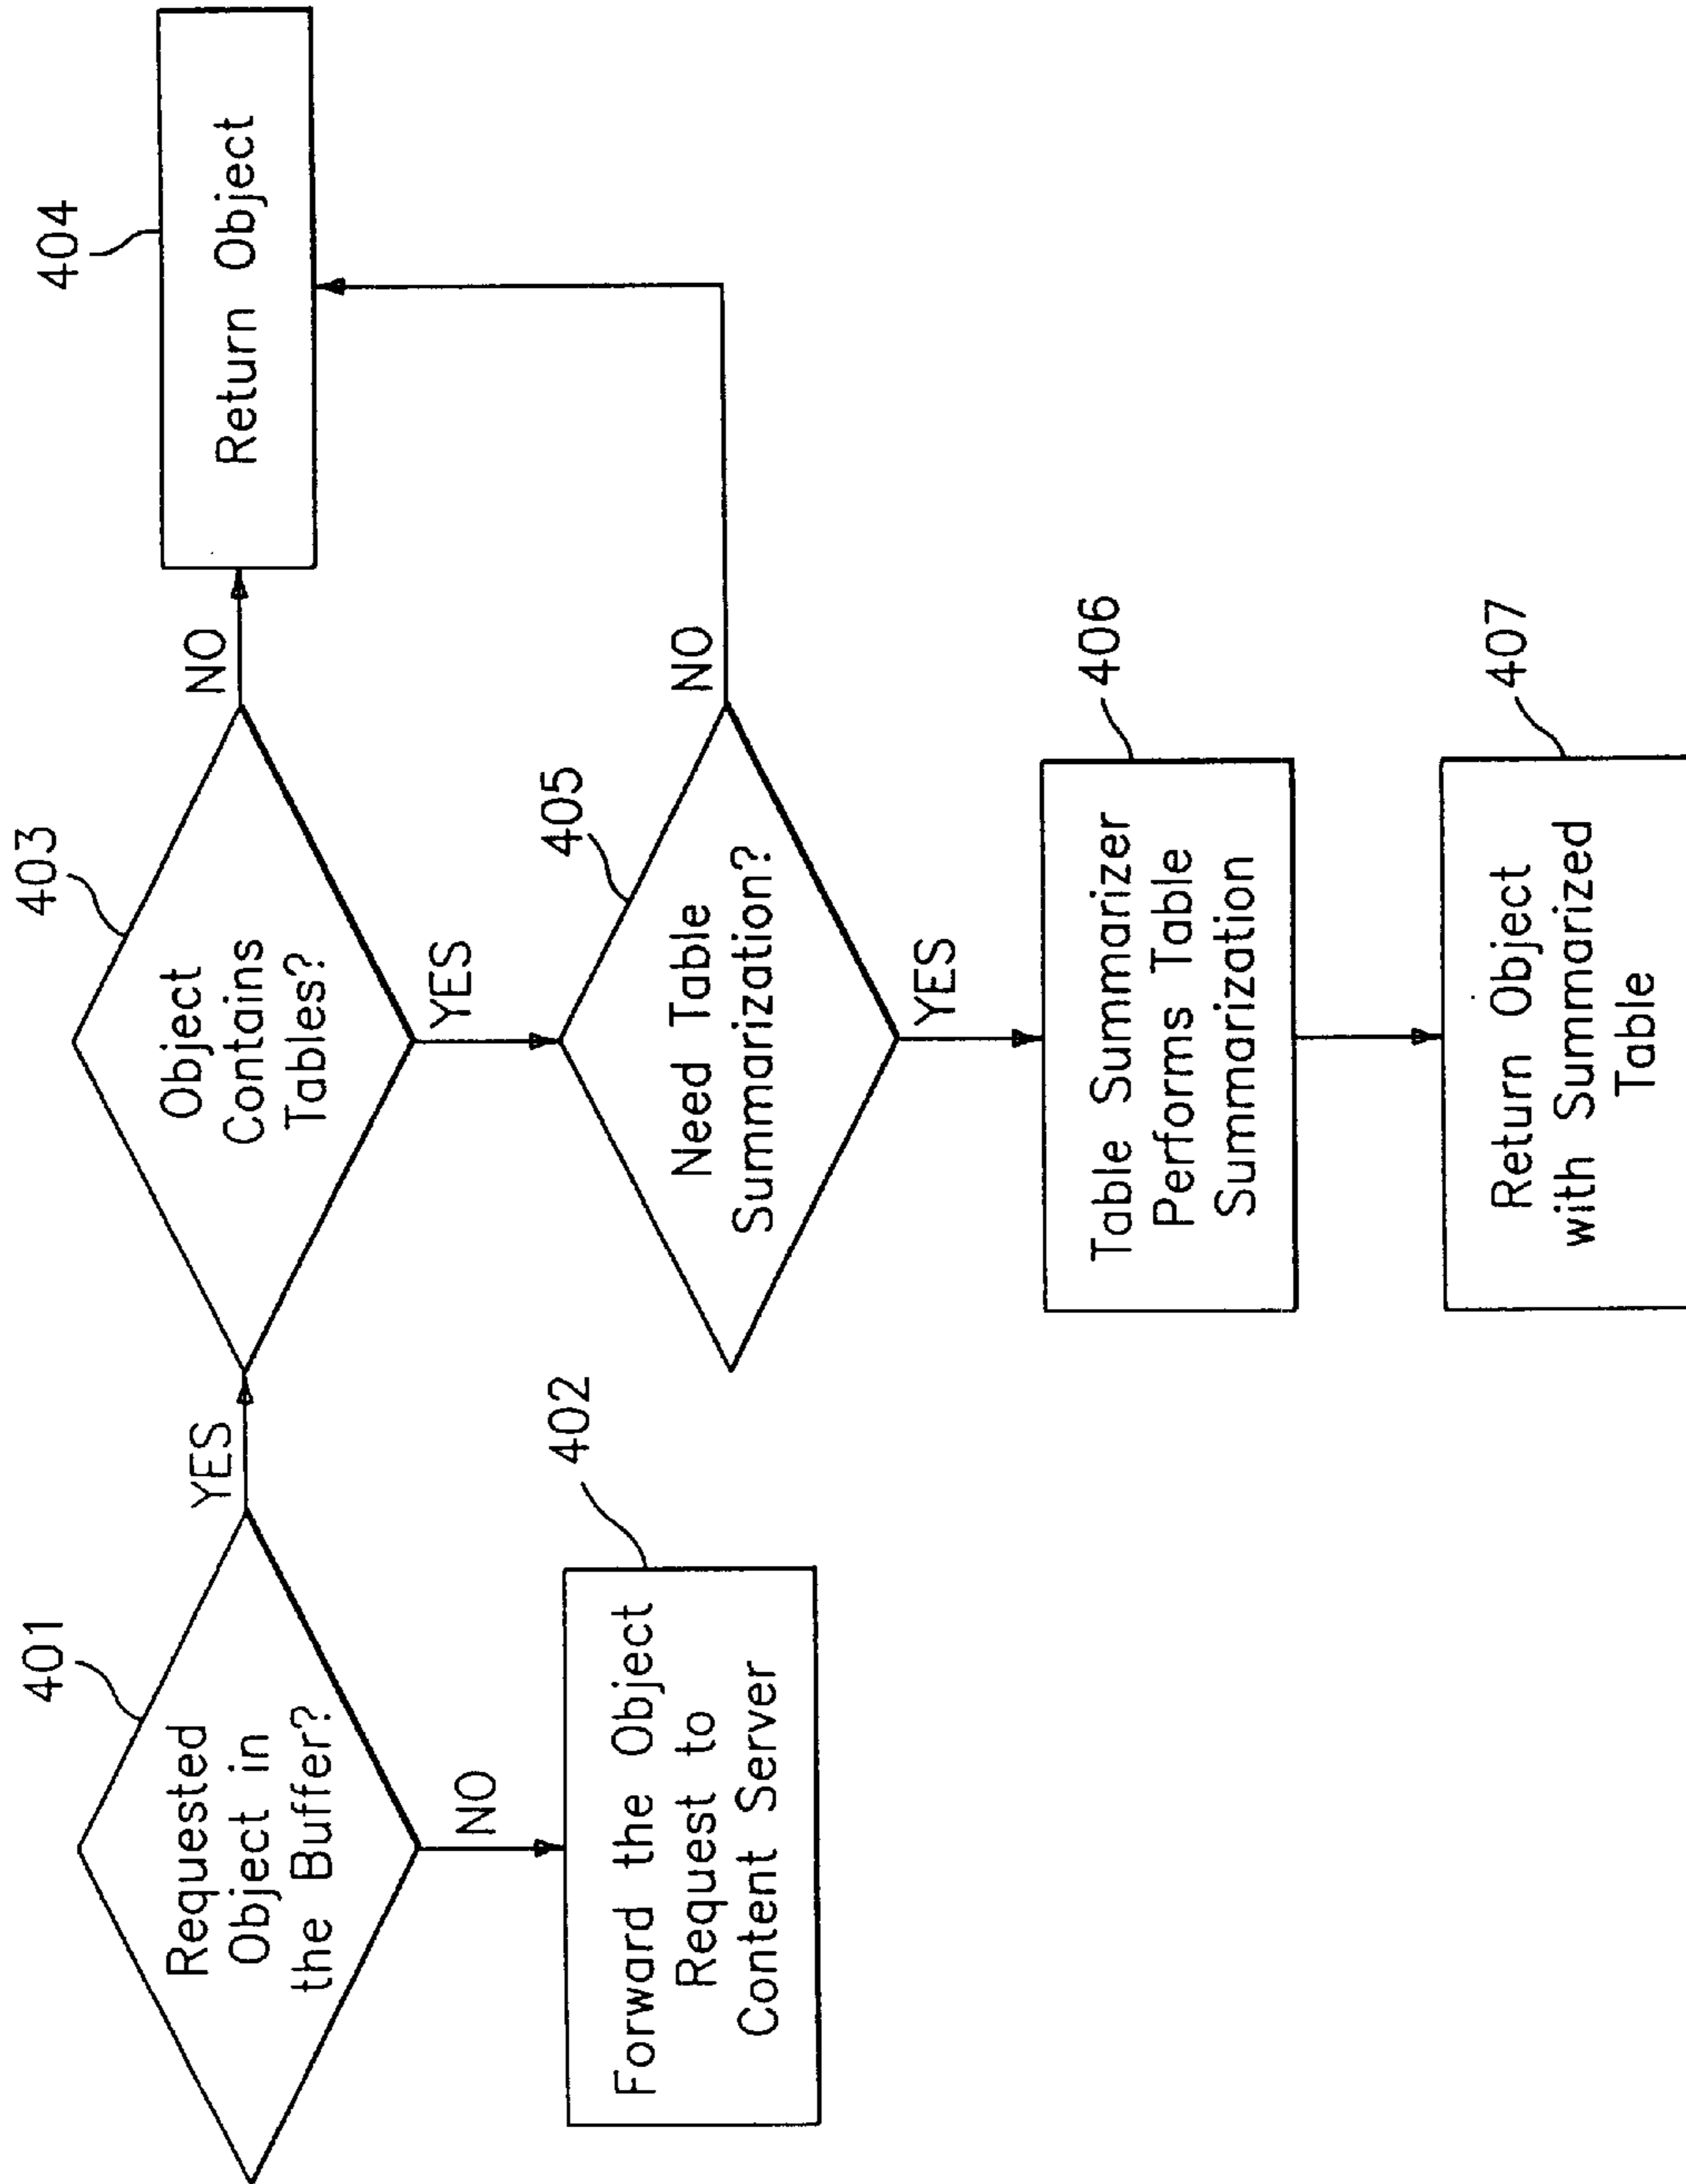 401
Requested
Object in
the Buffer?
YES
NO
402
Forward the Object
Request to
Content Server
403
Object
Contains
Tables?
NO
YES
404
Return Object
405
Need Table
Summarization?
NO
YES
406
Table Summarizer
Performs Table
Summarization
407
Return Object
with Summarized
Table